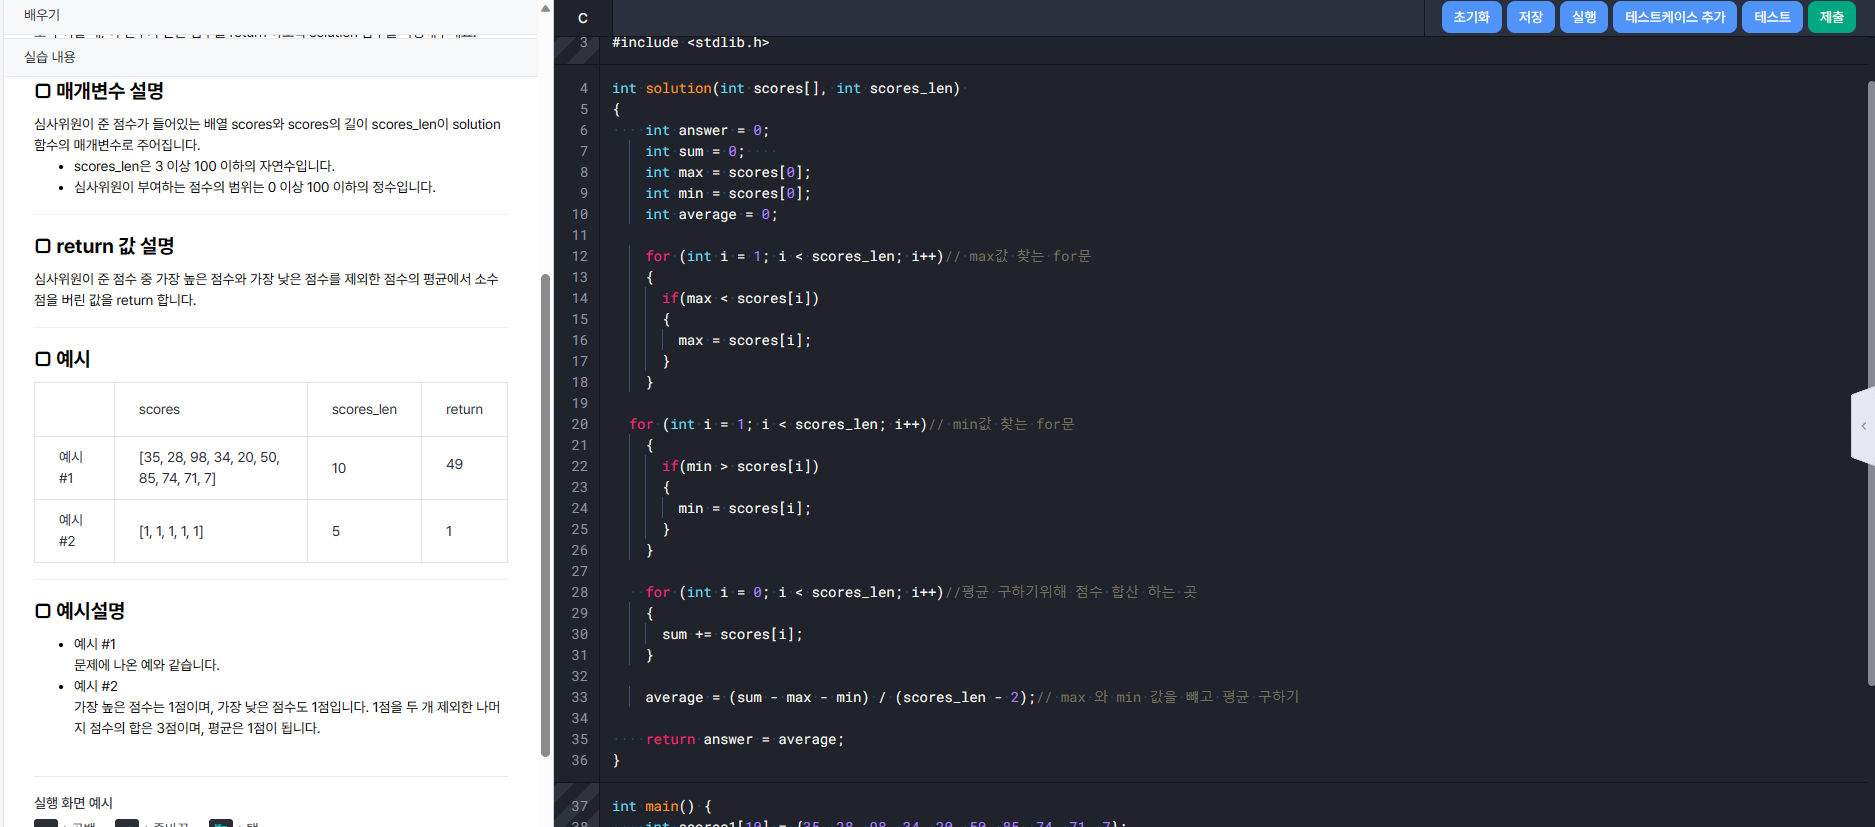 배우기
실습 내용
매개변수 설명
심사위원이 준 점수가 들어있는 배열 scores와 scores의 길이 scores_len이 solution
함수의 매개변수로 주어집니다.
scores_len은 3 이상 100 이하의 자연수입니다.
심사위원이 부여하는 점수의 범위는 0 이상 100 이하의 정수입니다.
return 값 설명
심사위원이 준 점수 중 가장 높은 점수와 가장 낮은 점수를 제외한 점수의 평균에서 소수
점을 버린 값을 return 합니다.
예시
scores scores_len return
예시 #1 [35, 28, 98, 34, 20, 50, 85, 74, 71, 7] 10 49
예시 #2 [1, 1, 1, 1, 1] 5 1
예시설명
예시 #1
문제에 나온 예와 같습니다.
예시 #2
가장 높은 점수는 1점이며, 가장 낮은 점수도 1점입니다. 1점을 두 개 제외한 나머
지 점수의 합은 3점이며, 평균은 1점이 됩니다.
실행 화면 예시
C
초기화 저장 실행 테스트케이스 추가 테스트 제출
3 #include <stdlib.h>
4 int solution(int scores[], int scores_len)
5 {
6 int answer = 0;
7 int sum = 0;
8 int max = scores[0];
9 int min = scores[0];
10 int average = 0;
11
12 for (int i = 1; i < scores_len; i++)// max값 찾는 for문
13 {
14 if(max < scores[i])
15 {
16 max = scores[i];
17 }
18 }
19
20 for (int i = 1; i < scores_len; i++)// min값 찾는 for문
21 {
22 if(min > scores[i])
23 {
24 min = scores[i];
25 }
26 }
27
28 for (int i = 0; i < scores_len; i++)//평균 구하기위해 점수 합산 하는 곳
29 {
30 sum += scores[i];
31 }
32
33 average = (sum - max - min) / (scores_len - 2);// max 와 min 값을 뺴고 평균 구하기
34
35 return answer = average;
36 }
37 int main() {
38 int scores1[10] = {35, 28, 98, 34, 20, 50, 85, 74, 71, 7};